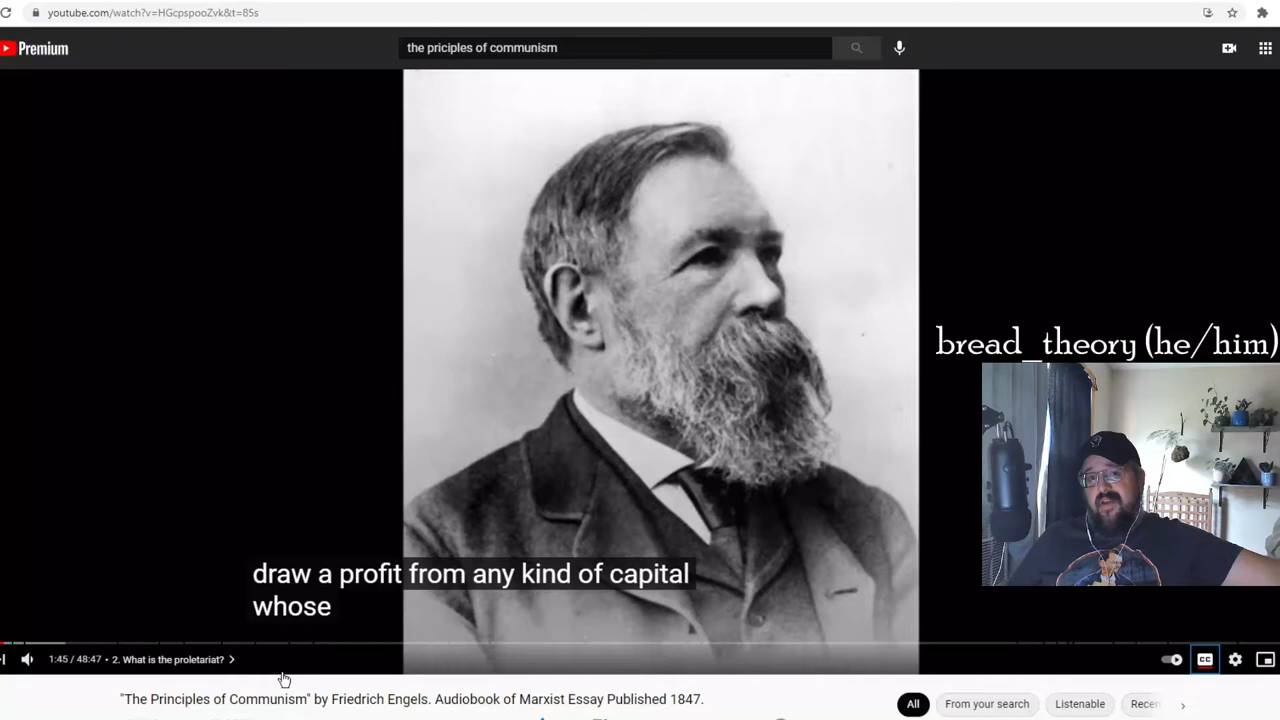 youtube.com/watch?v=HGcpspooZvk&t=85s
Premium
the priciples of communism
bread_theory (he/him)
draw a profit from any kind of capital
whose
1:45 / 48:47 • 2. What is the proletariat?
CC
"The Principles of Communism" by Friedrich Engels. Audiobook of Marxist Essay Published 1847.
All
From your search
Listenable
Recen